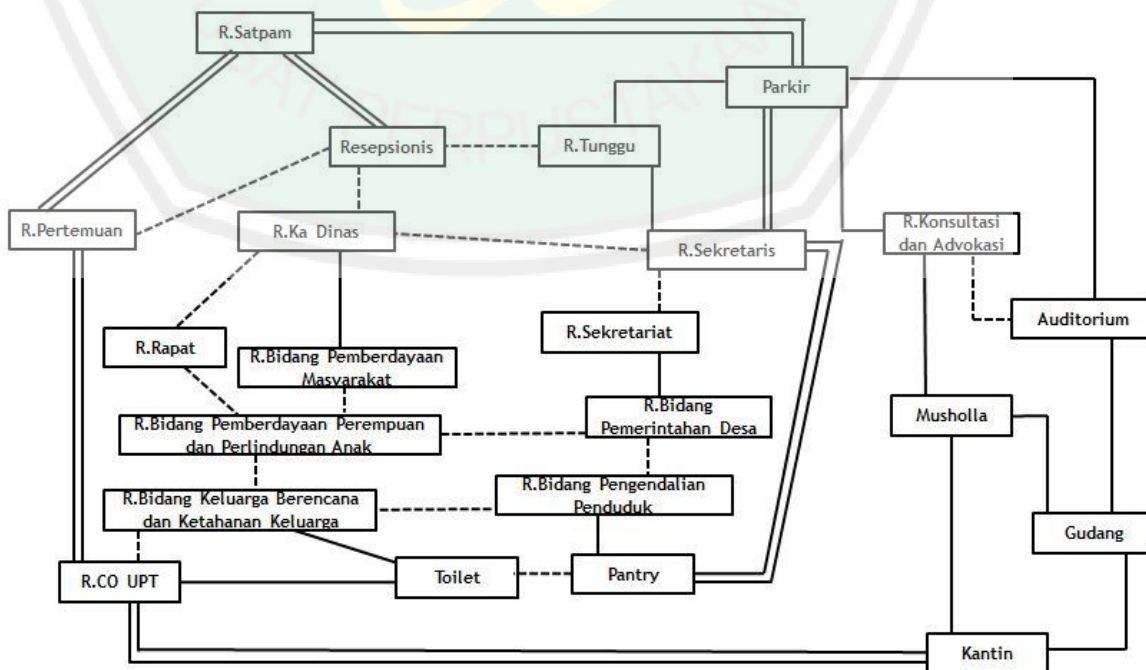 R.Satpam
Parkir
Resepsionis
R.Tunggu
R.Pertemuan
R.Ka Dinas
R.Sekretaris
R.Konsultasi
dan Advokasi
Auditorium
R.Rapat
R.Sekretariat
R.Bidang Pemberdayaan
Masyarakat
R.Bidang Pemberdayaan Perempuan
dan Perlindungan Anak
R.Bidang
Pemerintahan Desa
Musholla
R.Bidang Keluarga Berencana
dan Ketahanan Keluarga
R.Bidang Pengendalian
Penduduk
Gudang
R.CO UPT
Toilet
Pantry
Kantin